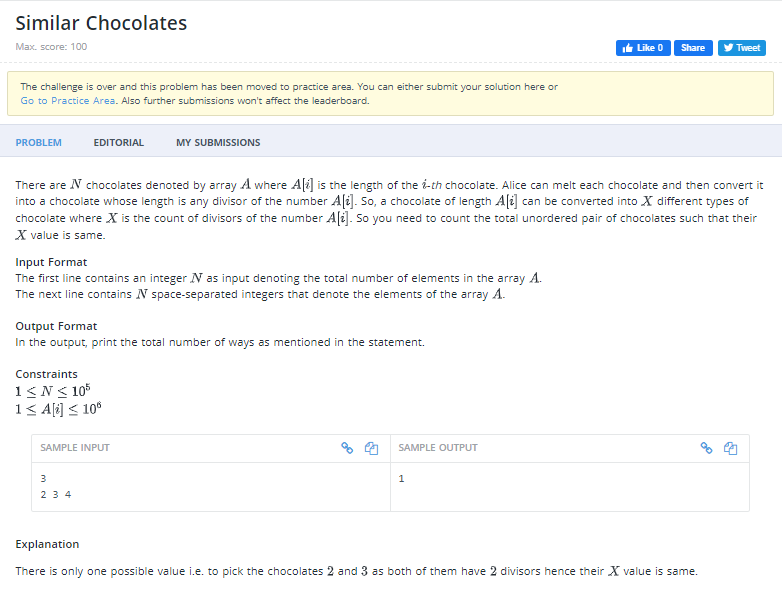 Similar Chocolates
Max. score: 100
Like 0 Share Tweet
The challenge is over and this problem has been moved to practice area. You can either submit your solution here or
Go to Practice Area. Also further submissions won't affect the leaderboard.
PROBLEM EDITORIAL MY SUBMISSIONS
There are N chocolates denoted by array A where A[i] is the length of the i-th chocolate. Alice can melt each chocolate and then convert it
into a chocolate whose length is any divisor of the number A[i]. So, a chocolate of length A[i] can be converted into X different types of
chocolate where X is the count of divisors of the number A[i]. So you need to count the total unordered pair of chocolates such that their
X value is same.
Input Format
The first line contains an integer N as input denoting the total number of elements in the array A.
The next line contains N space-separated integers that denote the elements of the array A.
Output Format
In the output, print the total number of ways as mentioned in the statement.
Constraints
1 ≤ N ≤ 10⁵
1 ≤ A[i] ≤ 10⁶
SAMPLE INPUT
3
2 3 4
SAMPLE OUTPUT
1
Explanation
There is only one possible value i.e. to pick the chocolates 2 and 3 as both of them have 2 divisors hence their X value is same.